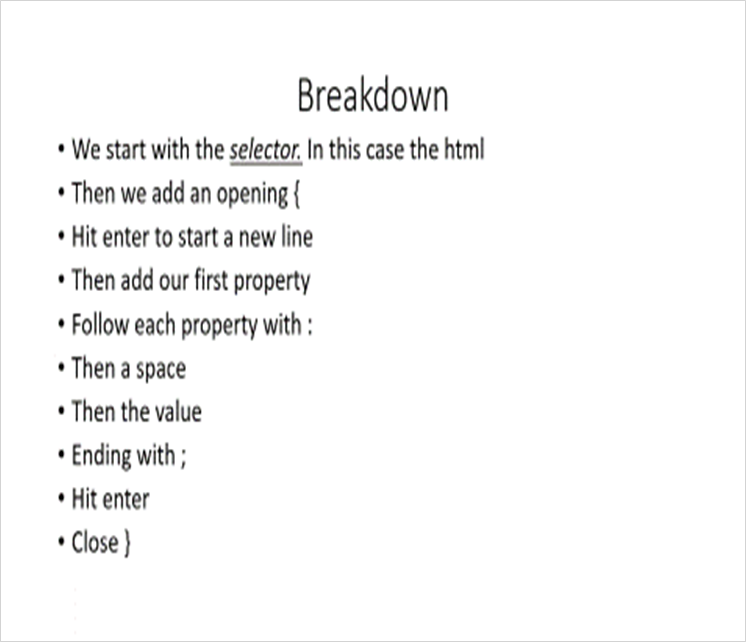 Breakdown
• We start with the selector. In this case the html
• Then we add an opening {
• Hit enter to start a new line
• Then add our first property
• Follow each property with :
• Then a space
• Then the value
• Ending with ;
• Hit enter
• Close }